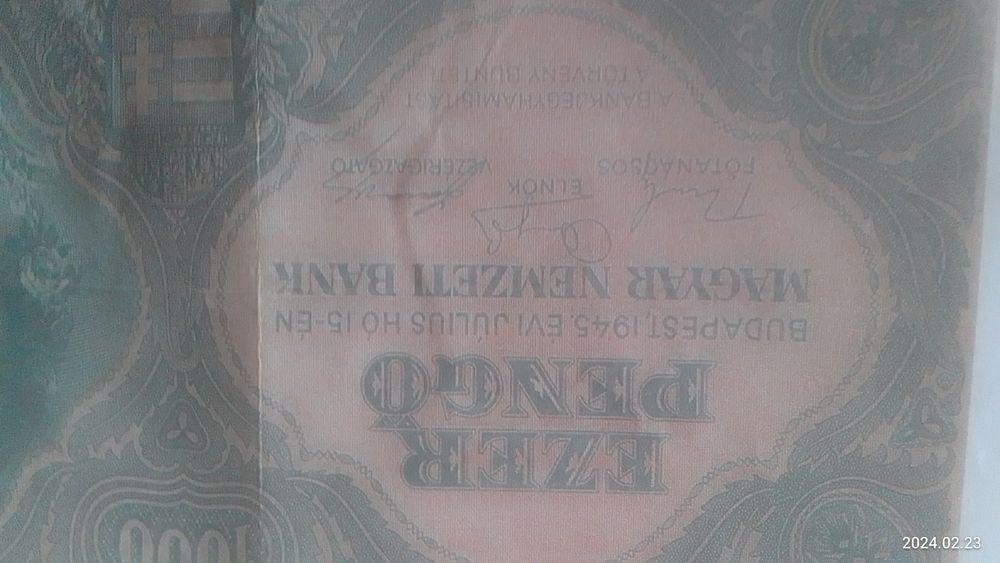 EZER
PENGŐ
BUDAPEST, 1945. ÉVI JÚLIUS HÓ 15-ÉN
MAGYAR NEMZETI BANK
ELNÖK
FŐTANÁCSOS VEZÉRIGAZGATÓ
A BANKJEGYHAMISÍTÁST
A TÖRVÉNY BÜNTETI
1000
2024.02.23